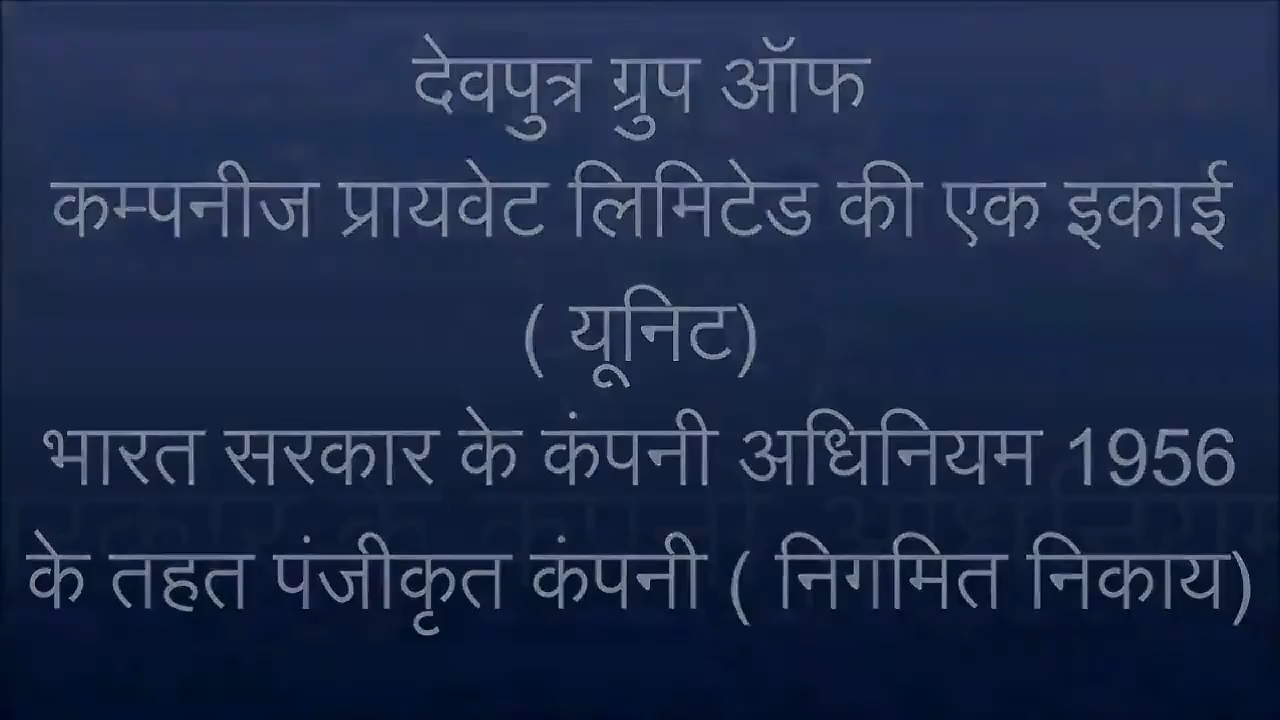 देवपुत्र ग्रुप ऑफ
कम्पनीज प्रायवेट लिमिटेड की एक इकाई
( यूनिट)
भारत सरकार के कंपनी अधिनियम 1956
के तहत पंजीकृत कंपनी ( निगमित निकाय)